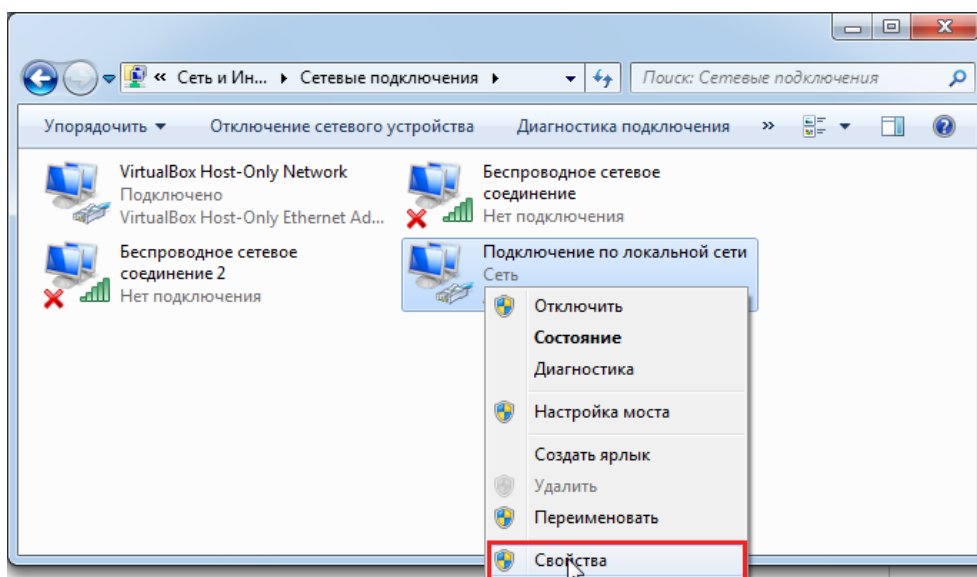 « Сеть и Ин... ▸ Сетевые подключения ▸
Поиск: Сетевые подключения
Упорядочить ▼ Отключение сетевого устройства Диагностика подключения »
VirtualBox Host-Only Network
Подключено
VirtualBox Host-Only Ethernet Ad...
Беспроводное сетевое
соединение
Нет подключения
Беспроводное сетевое
соединение 2
Нет подключения
Подключение по локальной сети
Сеть
Отключить
Состояние
Диагностика
Настройка моста
Создать ярлык
Удалить
Переименовать
Свойства